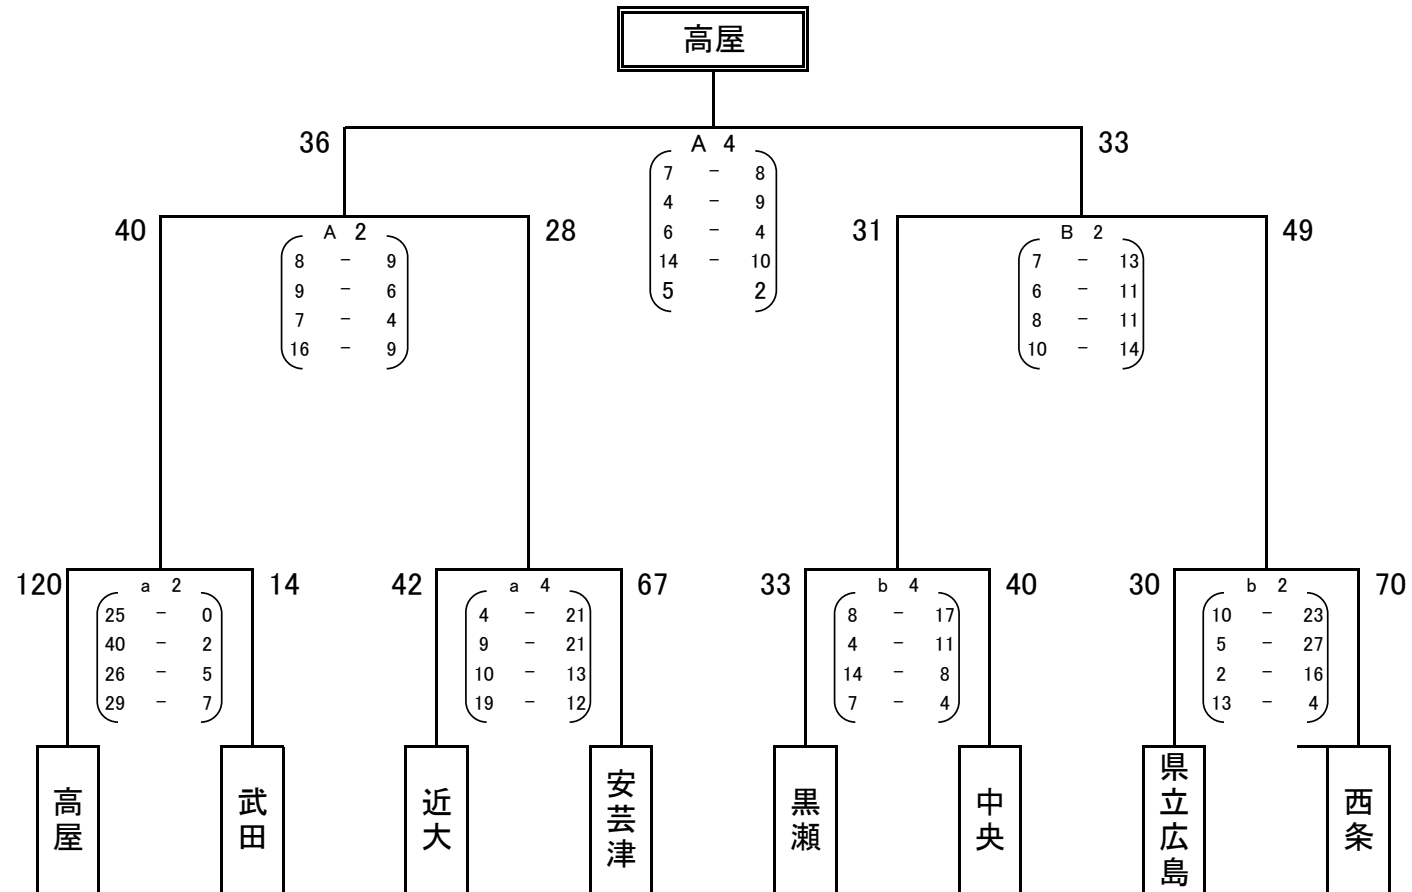 高屋
36 33
A 4
7 − 8
4 − 9
6 − 4
14 − 10
5 2
40 28 31 49
A 2
8 − 9
9 − 6
7 − 4
16 − 9
B 2
7 − 13
6 − 11
8 − 11
10 − 14
120 14 42 67 33 40 30 70
a 2
25 − 0
40 − 2
26 − 5
29 − 7
a 4
4 − 21
9 − 21
10 − 13
19 − 12
b 4
8 − 17
4 − 11
14 − 8
7 − 4
b 2
10 − 23
5 − 27
2 − 16
13 − 4
高屋
武田
近大
安芸津
黒瀬
中央
県立広島
西条